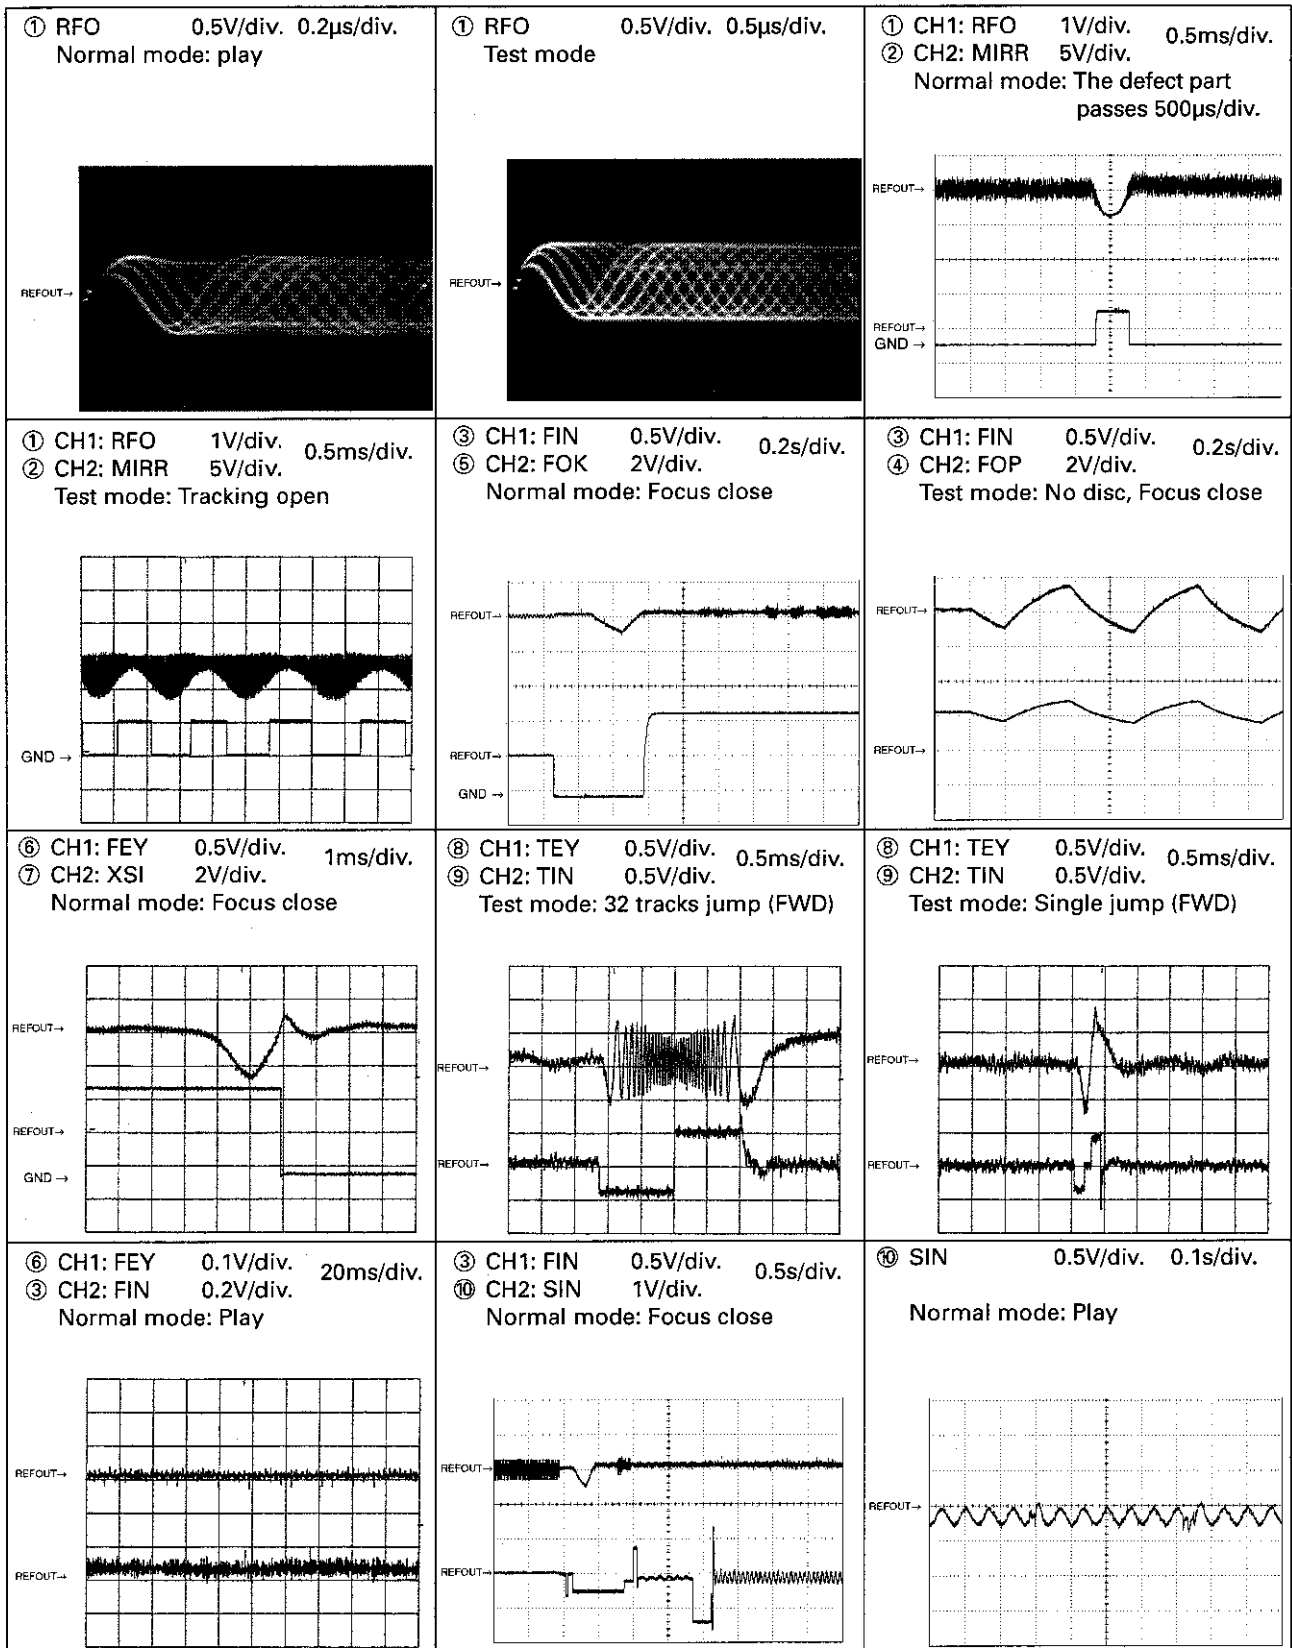 ① RFO 0.5V/div. 0.2μs/div.
Normal mode: play
REFOUT→
① RFO 0.5V/div. 0.5μs/div.
Test mode
REFOUT→
① CH1: RFO 1V/div. 0.5ms/div.
② CH2: MIRR 5V/div.
Normal mode: The defect part
passes 500μs/div.
REFOUT→
REFOUT→
GND →
① CH1: RFO 1V/div. 0.5ms/div.
② CH2: MIRR 5V/div.
Test mode: Tracking open
GND →
③ CH1: FIN 0.5V/div. 0.2s/div.
⑤ CH2: FOK 2V/div.
Normal mode: Focus close
REFOUT→
REFOUT→
GND →
③ CH1: FIN 0.5V/div. 0.2s/div.
④ CH2: FOP 2V/div.
Test mode: No disc, Focus close
REFOUT→
REFOUT→
⑥ CH1: FEY 0.5V/div. 1ms/div.
⑦ CH2: XSI 2V/div.
Normal mode: Focus close
REFOUT→
REFOUT→
GND →
⑧ CH1: TEY 0.5V/div. 0.5ms/div.
⑨ CH2: TIN 0.5V/div.
Test mode: 32 tracks jump (FWD)
REFOUT→
REFOUT→
⑧ CH1: TEY 0.5V/div. 0.5ms/div.
⑨ CH2: TIN 0.5V/div.
Test mode: Single jump (FWD)
REFOUT→
REFOUT→
⑥ CH1: FEY 0.1V/div. 20ms/div.
③ CH2: FIN 0.2V/div.
Normal mode: Play
REFOUT→
REFOUT→
③ CH1: FIN 0.5V/div. 0.5s/div.
⑩ CH2: SIN 1V/div.
Normal mode: Focus close
REFOUT→
REFOUT→
⑩ SIN 0.5V/div. 0.1s/div.
Normal mode: Play
REFOUT→